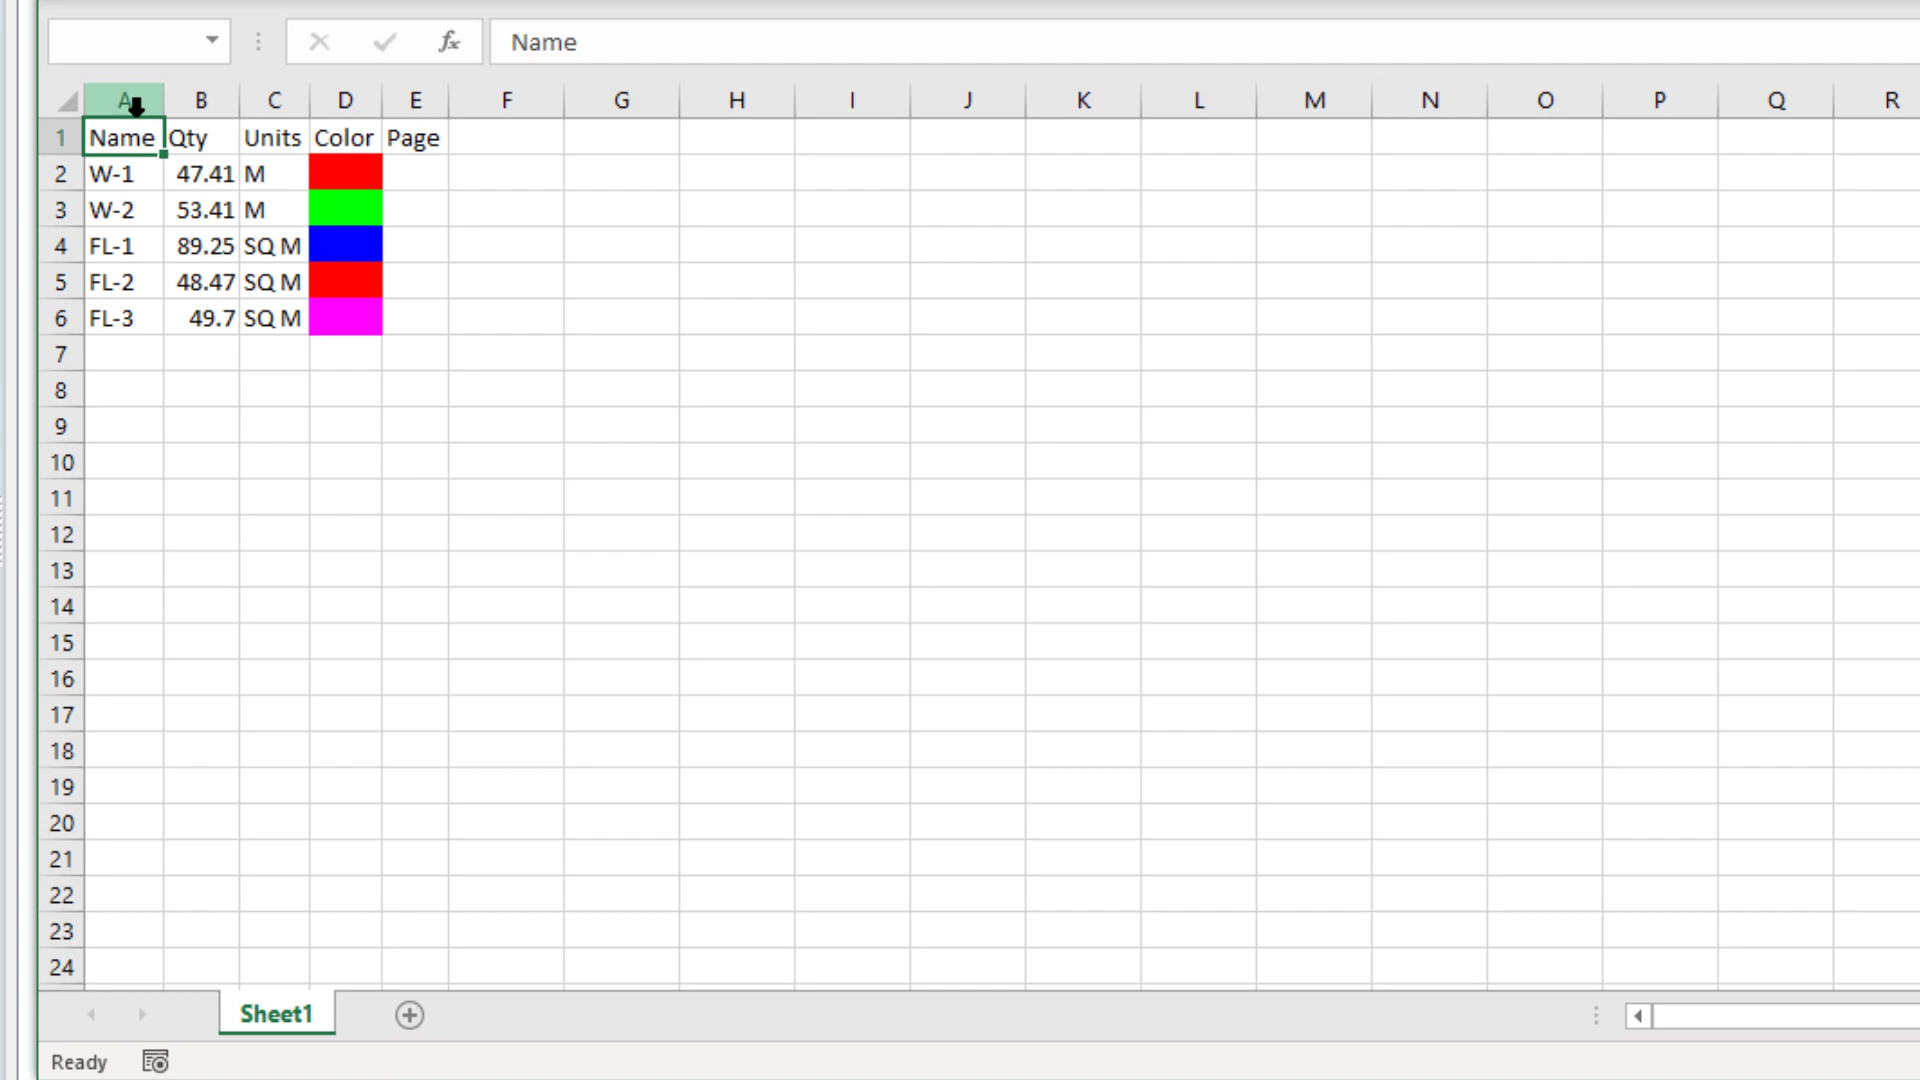 fx Name
A B C D E F G H I J K L M N O P Q R
1 Name Qty Units Color Page
2 W-1 47.41 M
3 W-2 53.41 M
4 FL-1 89.25 SQ M
5 FL-2 48.47 SQ M
6 FL-3 49.7 SQ M
7
8
9
10
11
12
13
14
15
16
17
18
19
20
21
22
23
24
Sheet1
Ready